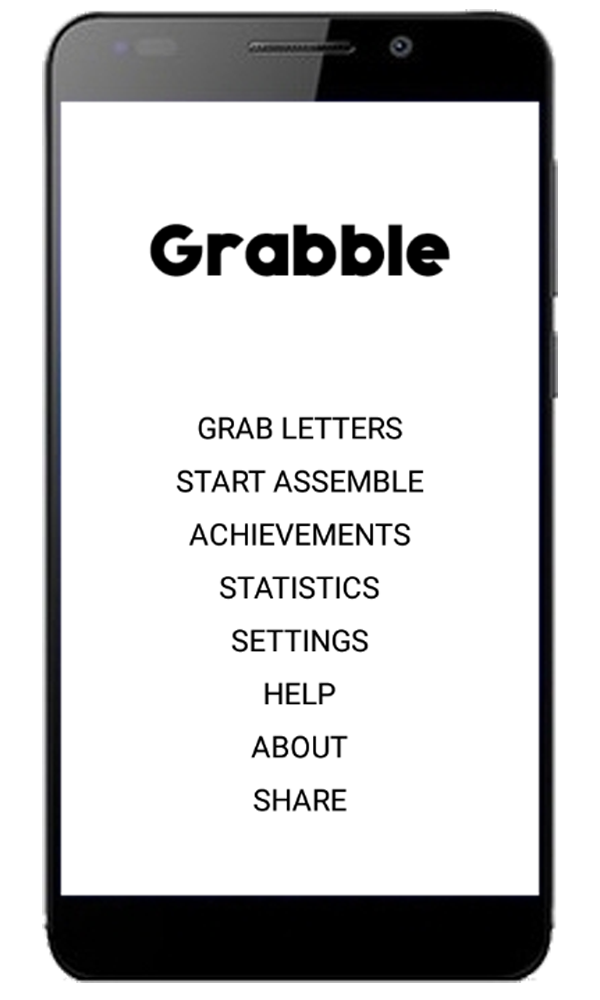 Grabble
GRAB LETTERS
START ASSEMBLE
ACHIEVEMENTS
STATISTICS
SETTINGS
HELP
ABOUT
SHARE